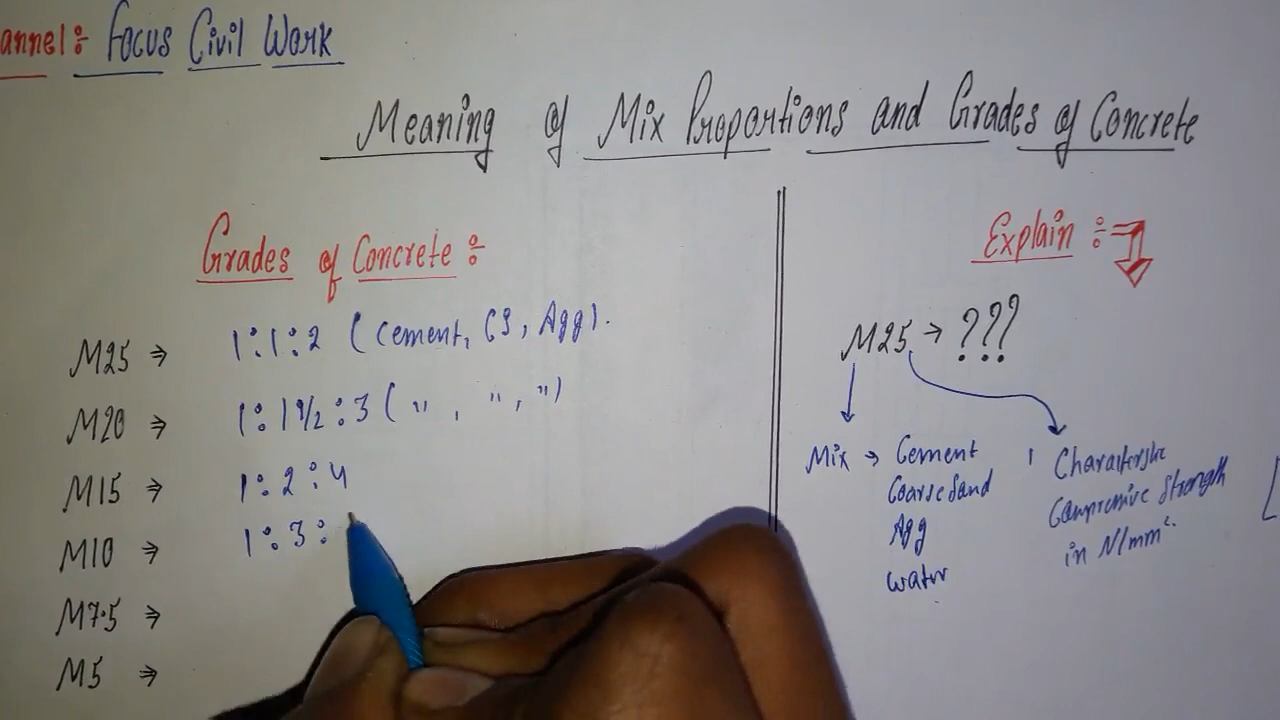 annel:- Focus Civil Work
Meaning of Mix Proportions and Grades of Concrete
Grades of Concrete :-
M25 ⇒ 1:1:2 (Cement, CS, Agg).
M20 ⇒ 1:1½:3 ( " , " , " )
M15 ⇒ 1:2:4
M10 ⇒ 1:3:
M7.5 ⇒
M5 ⇒
Explain :-
M25 → ???
Mix → Cement
Coarse Sand
Agg
water
Characterstic
Compressive Strength
in N/mm²